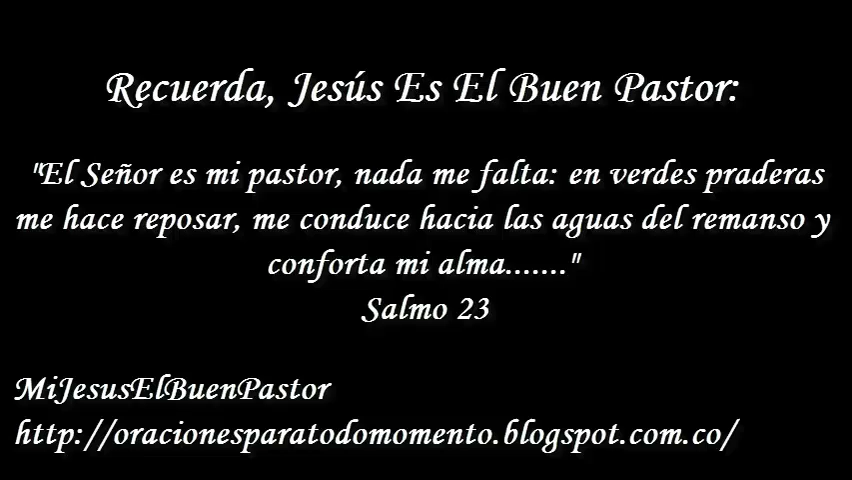 Recuerda, Jesús Es El Buen Pastor:
"El Señor es mi pastor, nada me falta: en verdes praderas
me hace reposar, me conduce hacia las aguas del remanso y
conforta mi alma......."
Salmo 23
MiJesusElBuenPastor
http://oracionesparatodomomento.blogspot.com.co/